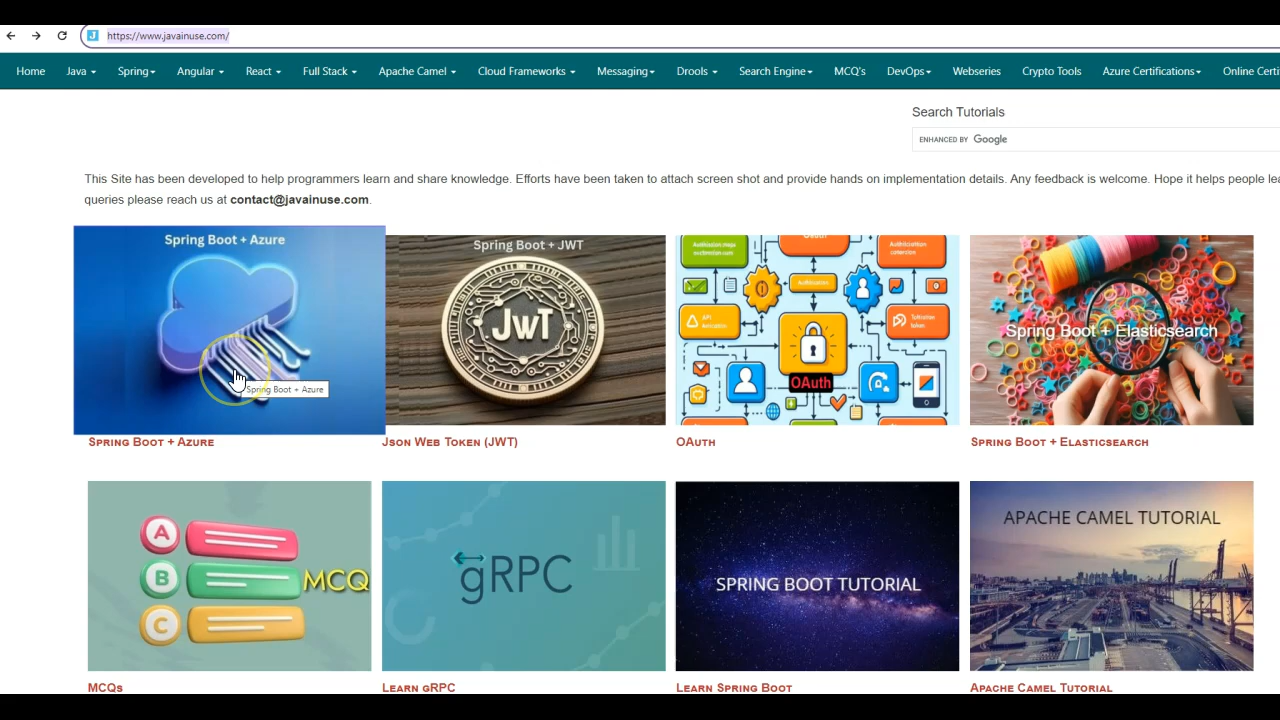 https://www.javainuse.com/
Home Java Spring Angular React Full Stack Apache Camel Cloud Frameworks Messaging Drools Search Engine MCQ's DevOps Webseries Crypto Tools Azure Certifications Online Certi
Search Tutorials
ENHANCED BY Google
This Site has been developed to help programmers learn and share knowledge. Efforts have been taken to attach screen shot and provide hands on implementation details. Any feedback is welcome. Hope it helps people lea
queries please reach us at contact@javainuse.com.
Spring Boot + Azure
Spring Boot + JWT
JWT
OAuth
Spring Boot + Elasticsearch
Spring Boot + Azure
Spring Boot + Azure
Json Web Token (JWT)
OAuth
Spring Boot + Elasticsearch
A
B
C
MCQ
gRPC
SPRING BOOT TUTORIAL
APACHE CAMEL TUTORIAL
MCQs
Learn gRPC
Learn Spring Boot
Apache Camel Tutorial